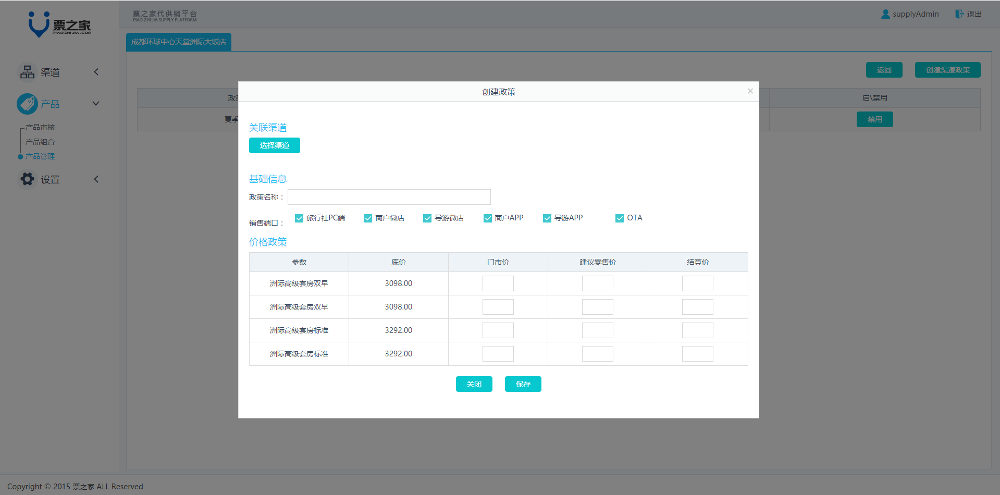 票之家
PIAOZHIJIA.COM
票之家代供销平台
PIAO ZHI JIA SUPPLY PLATFORM
supplyAdmin
退出
成都环球中心天堂洲际大饭店
渠道
产品
产品审核
产品组合
产品管理
设置
返回
创建渠道政策
启\禁用
夏季
禁用
创建政策
×
关联渠道
选择渠道
基础信息
政策名称：
销售端口：
旅行社PC端
商户微店
导游微店
商户APP
导游APP
OTA
价格政策
参数 底价 门市价 建议零售价 结算价
洲际高级套房双早 3098.00
洲际高级套房双早 3098.00
洲际高级套房标准 3292.00
洲际高级套房标准 3292.00
关闭
保存
Copyright © 2015 票之家 ALL Reserved